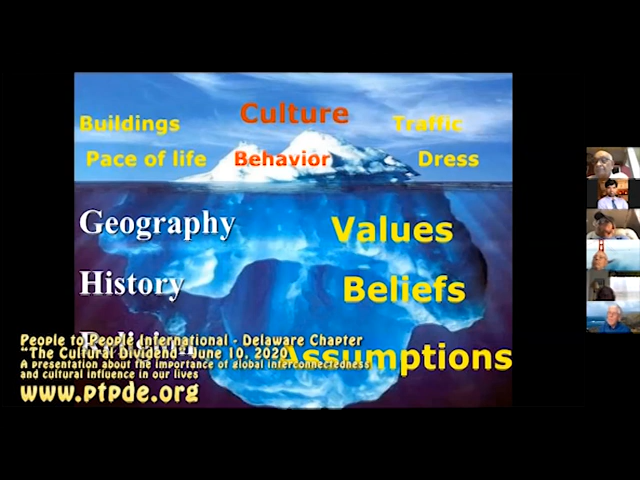 Culture
Buildings
Traffic
Pace of life
Behavior
Dress
Geography
Values
History
Beliefs
Religion
Assumptions
People to People International - Delaware Chapter
"The Cultural Dividend" June 10, 2020
A presentation about the importance of global interconnectedness
and cultural influence in our lives
www.ptpde.org